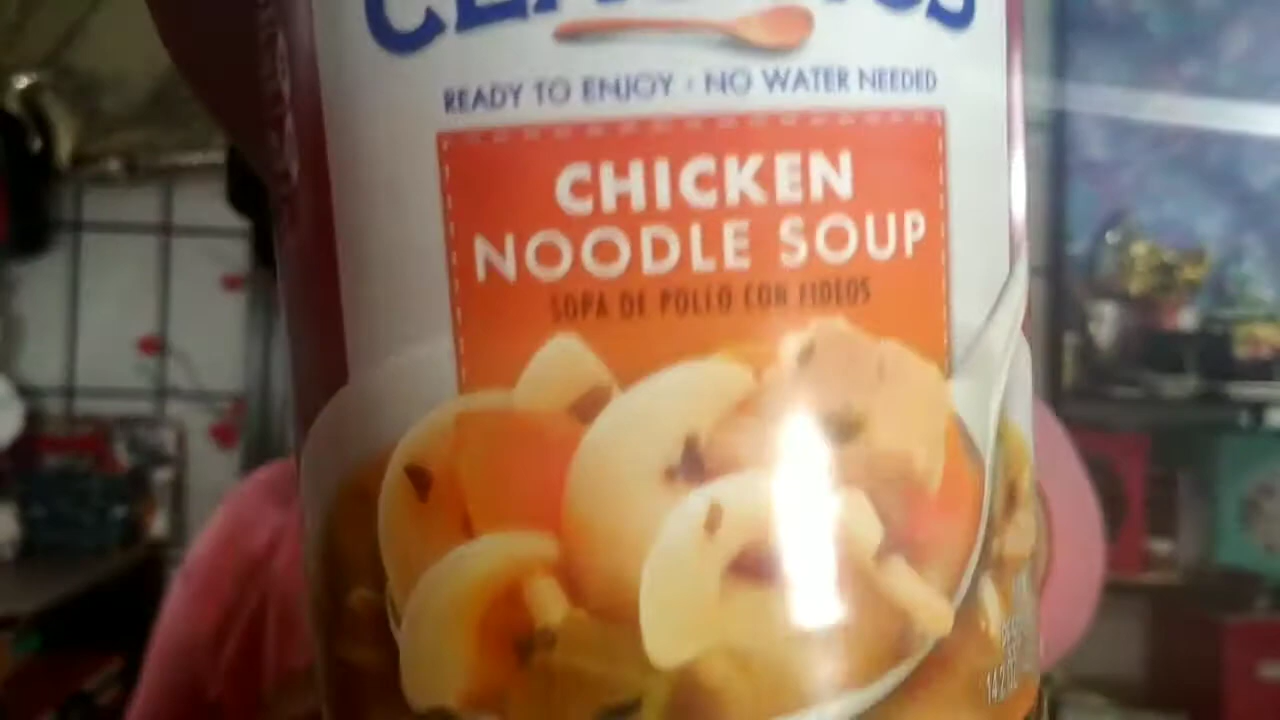 READY TO ENJOY · NO WATER NEEDED
CHICKEN
NOODLE SOUP
SOPA DE POLLO CON FIDEOS